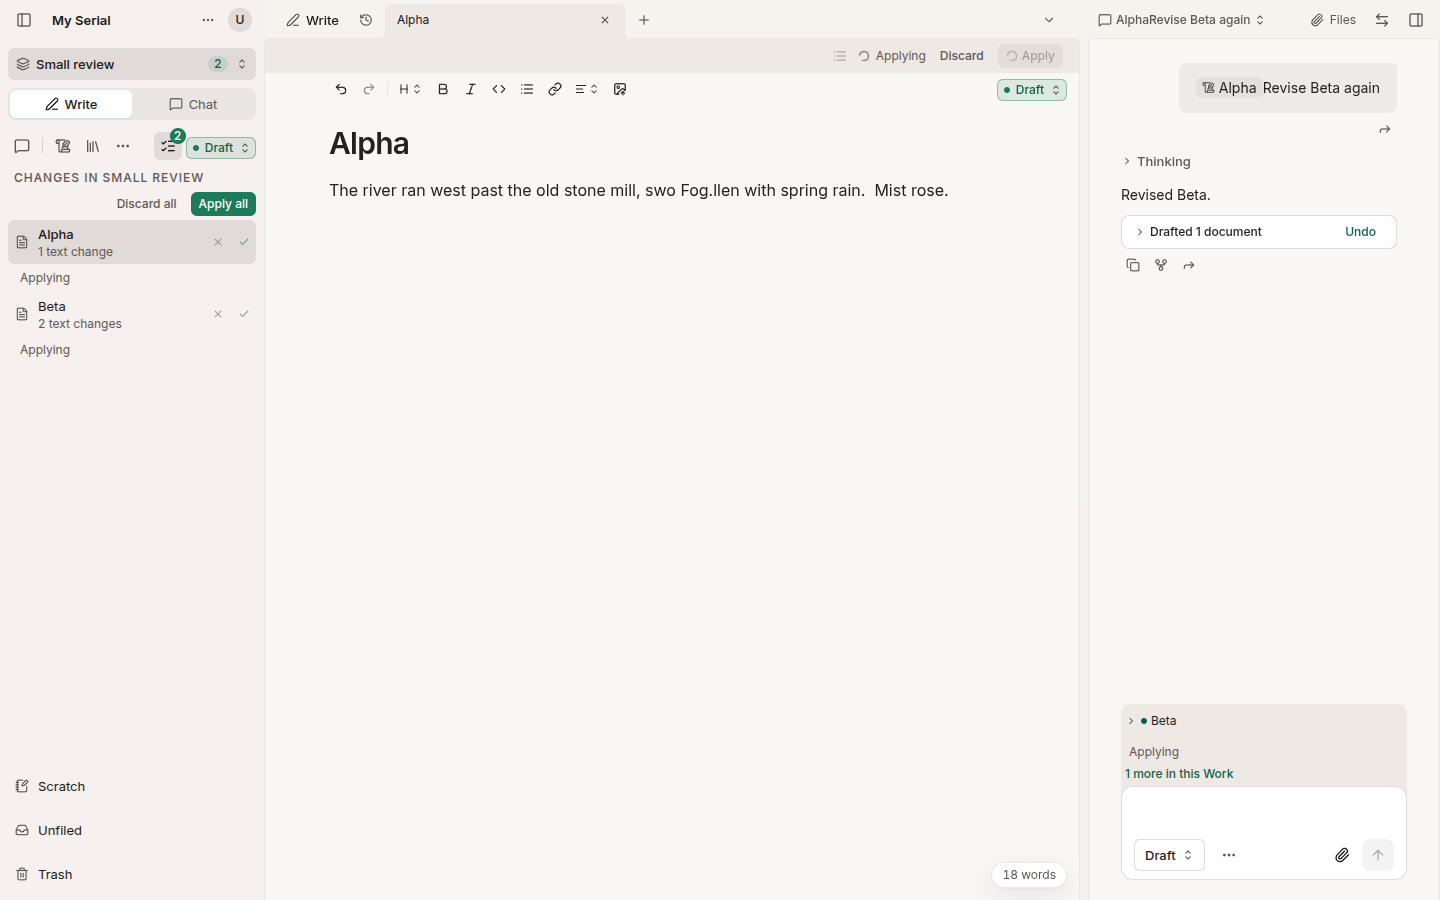 My Serial
U
Small review
2
Write
Chat
2
Draft
CHANGES IN SMALL REVIEW
Discard all
Apply all
Alpha
1 text change
Applying
Beta
2 text changes
Applying
Scratch
Unfiled
Trash
Write
Alpha
Applying
Discard
Apply
H
B
I
Draft
Alpha
The river ran west past the old stone mill, swo Fog.llen with spring rain.  Mist rose.
18 words
AlphaRevise Beta again
Files
Alpha Revise Beta again
Thinking
Revised Beta.
Drafted 1 document
Undo
Beta
Applying
1 more in this Work
Draft